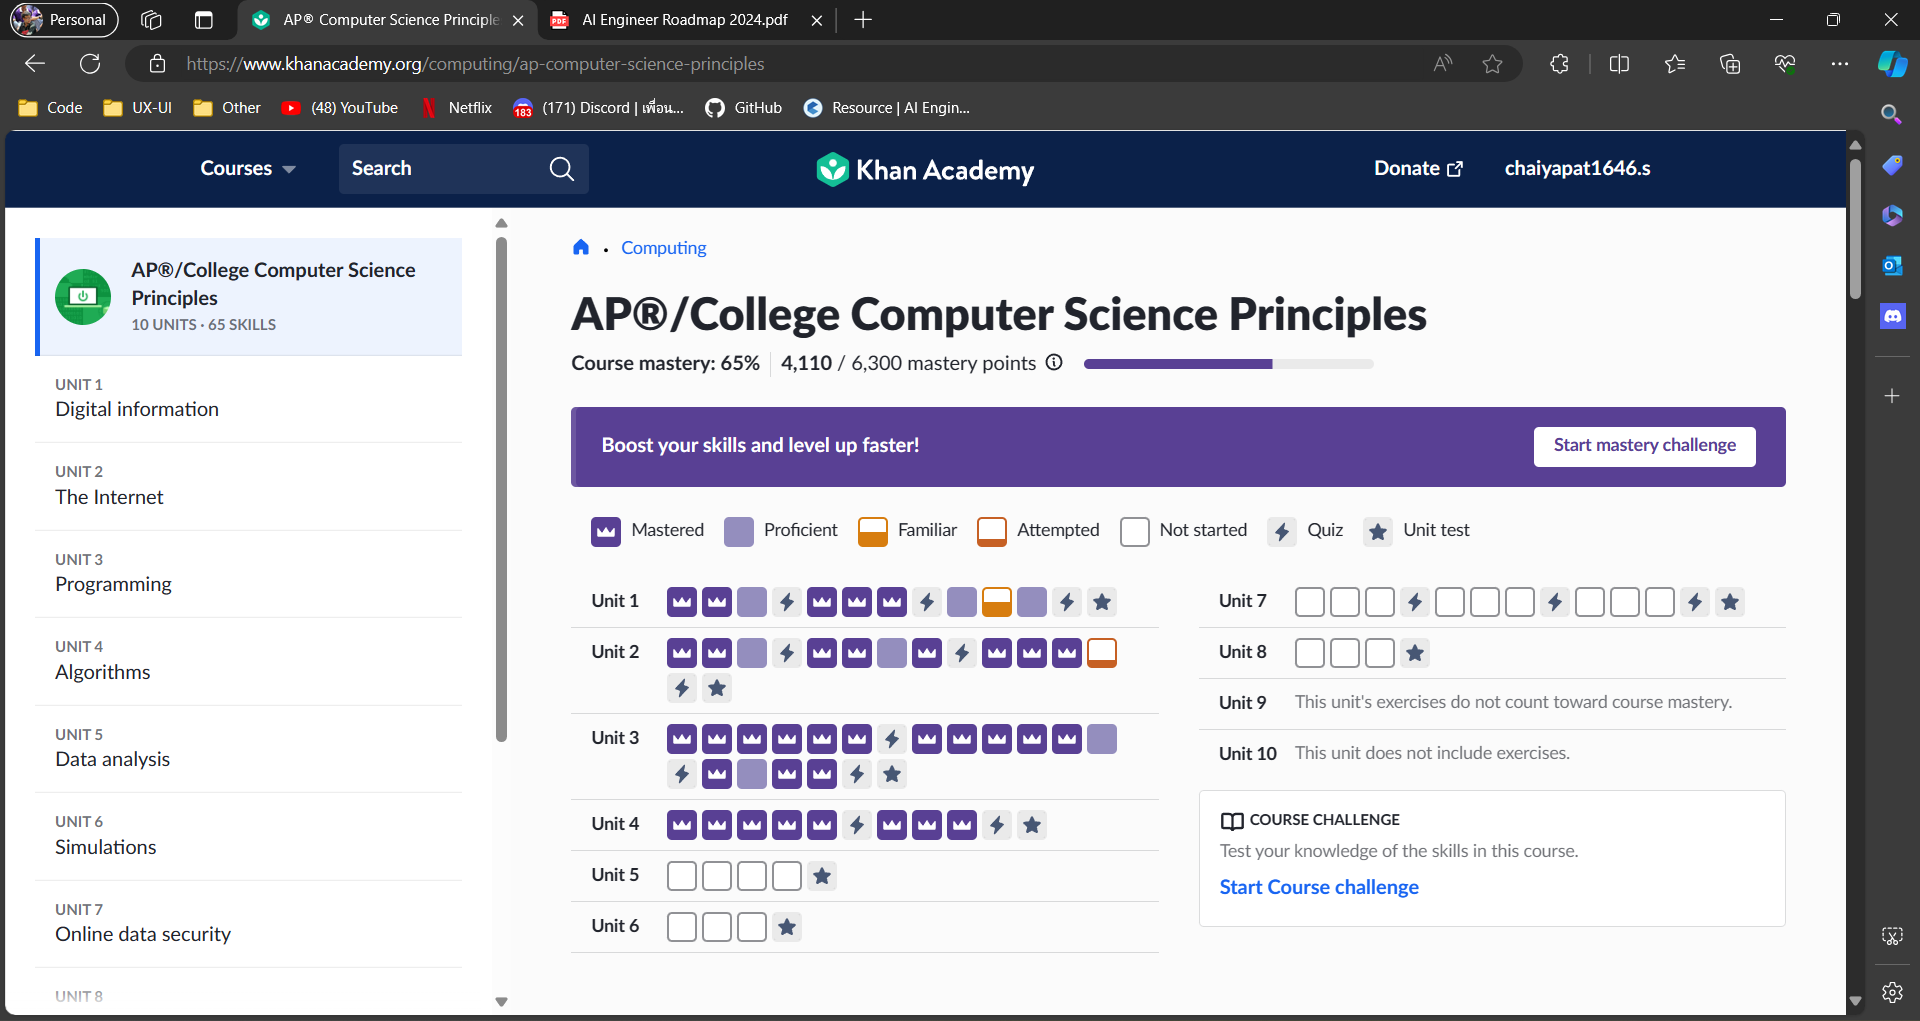 Personal
AP® Computer Science Principle
AI Engineer Roadmap 2024.pdf
https://www.khanacademy.org/computing/ap-computer-science-principles
Code
UX-UI
Other
(48) YouTube
Netflix
183
(171) Discord | เพื่อน...
GitHub
Resource | AI Engin...
Courses
Search
Khan Academy
Donate
chaiyapat1646.s
AP®/College Computer Science
Principles
10 UNITS · 65 SKILLS
UNIT 1
Digital information
UNIT 2
The Internet
UNIT 3
Programming
UNIT 4
Algorithms
UNIT 5
Data analysis
UNIT 6
Simulations
UNIT 7
Online data security
UNIT 8
Computing
AP®/College Computer Science Principles
Course mastery: 65%
4,110 / 6,300 mastery points
Boost your skills and level up faster!
Start mastery challenge
Mastered
Proficient
Familiar
Attempted
Not started
Quiz
Unit test
Unit 1
Unit 2
Unit 3
Unit 4
Unit 5
Unit 6
Unit 7
Unit 8
Unit 9
This unit's exercises do not count toward course mastery.
Unit 10
This unit does not include exercises.
COURSE CHALLENGE
Test your knowledge of the skills in this course.
Start Course challenge